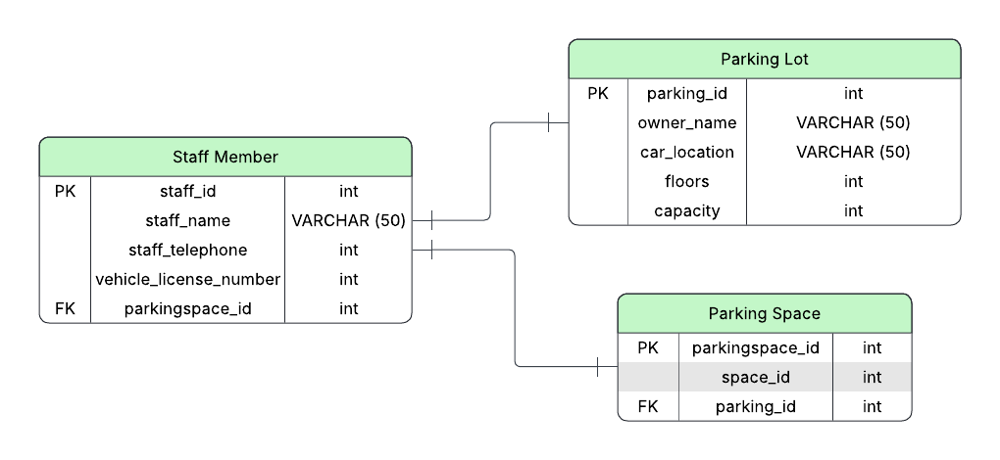 Parking Lot
PK parking_id int
owner_name VARCHAR (50)
car_location VARCHAR (50)
floors int
capacity int
Staff Member
PK staff_id int
staff_name VARCHAR (50)
staff_telephone int
vehicle_license_number int
FK parkingspace_id int
Parking Space
PK parkingspace_id int
space_id int
FK parking_id int